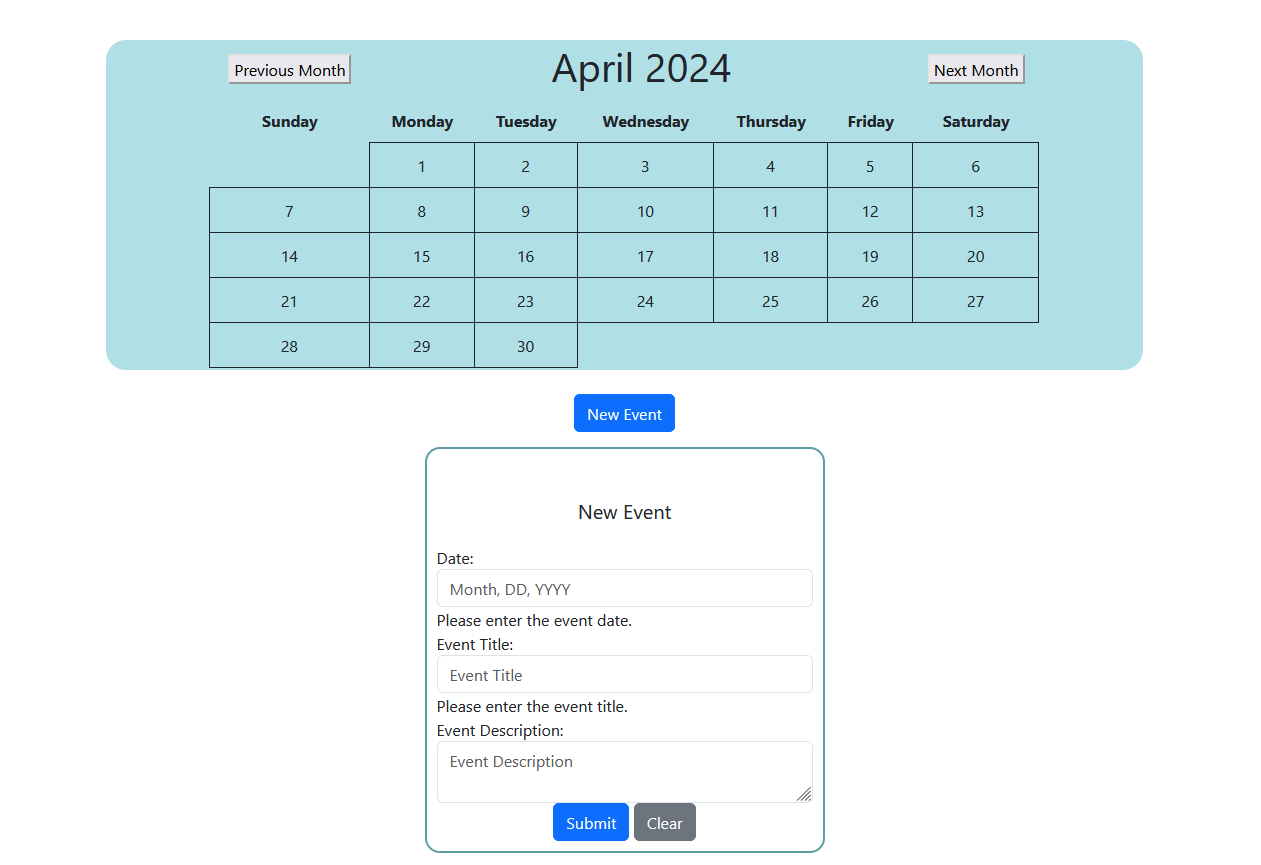 Previous Month April 2024 Next Month
Sunday Monday Tuesday Wednesday Thursday Friday Saturday
1 2 3 4 5 6
7 8 9 10 11 12 13
14 15 16 17 18 19 20
21 22 23 24 25 26 27
28 29 30
New Event
New Event
Date:
Month, DD, YYYY
Please enter the event date.
Event Title:
Event Title
Please enter the event title.
Event Description:
Event Description
Submit Clear